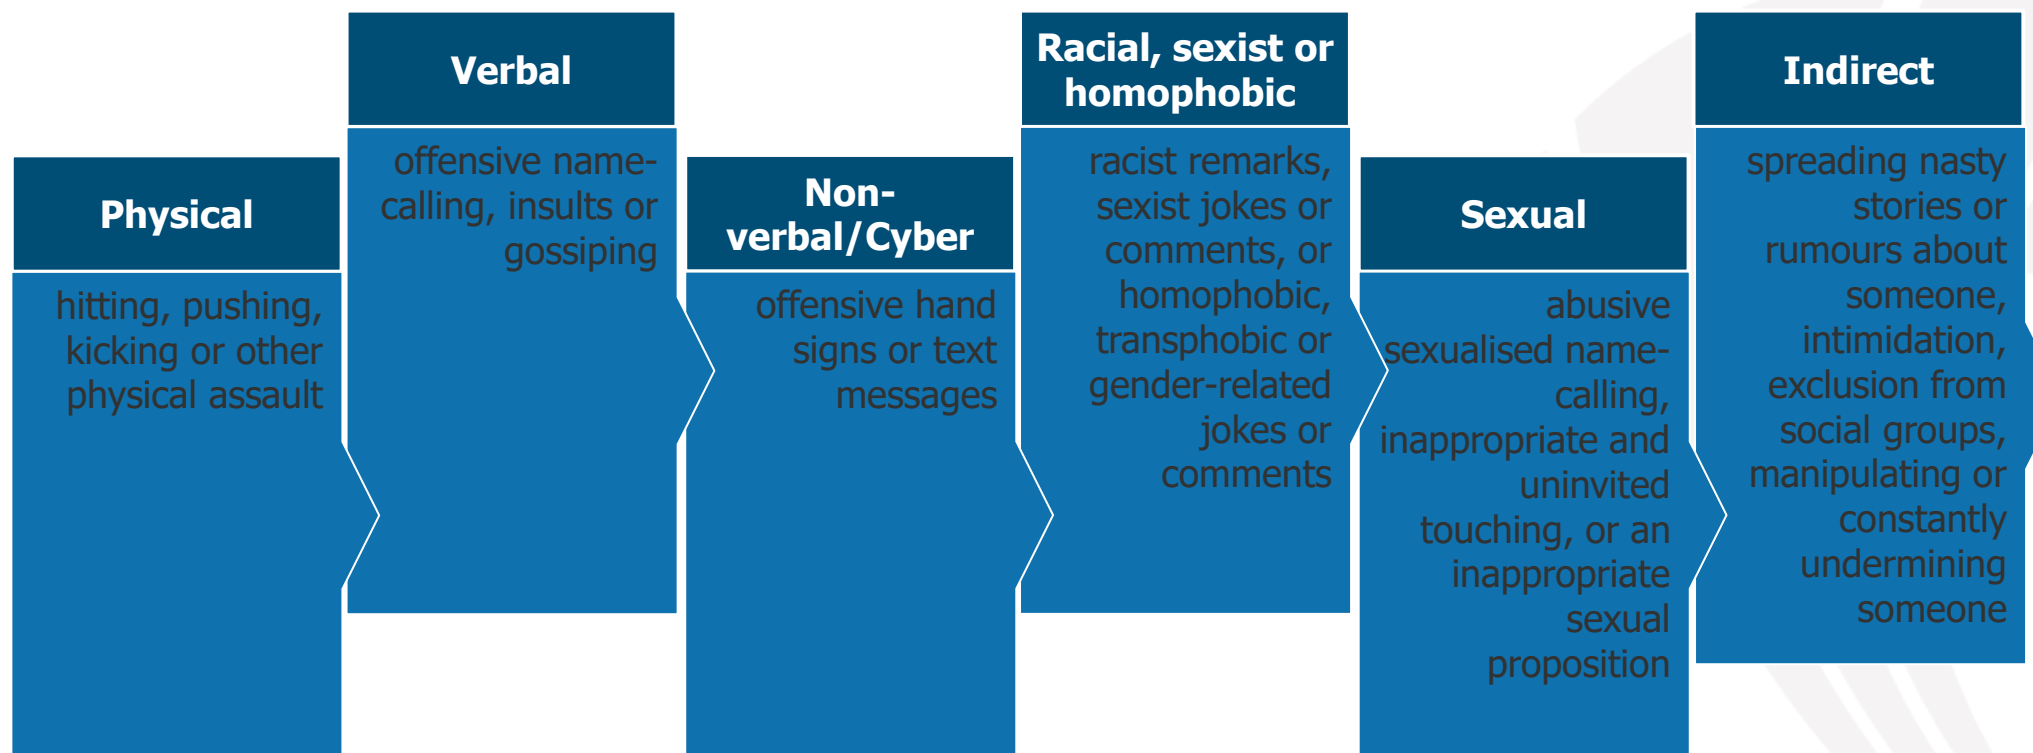 Physical
hitting, pushing,
kicking or other
physical assault
Verbal
offensive name-
calling, insults or
gossiping
Non-
verbal/Cyber
offensive hand
signs or text
messages
Racial, sexist or
homophobic
racist remarks,
sexist jokes or
comments, or
homophobic,
transphobic or
gender-related
jokes or
comments
Sexual
abusive
sexualised name-
calling,
inappropriate and
uninvited
touching, or an
inappropriate
sexual
proposition
Indirect
spreading nasty
stories or
rumours about
someone,
intimidation,
exclusion from
social groups,
manipulating or
constantly
undermining
someone